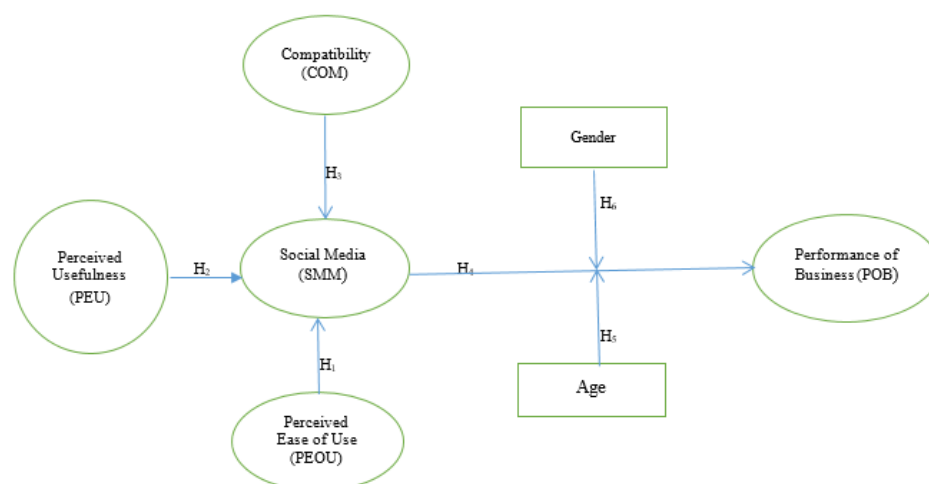 Compatibility
(COM)
Gender
H₃
H₆
Perceived
Usefulness
(PEU)
H₂
Social Media
(SMM)
H₄
Performance of
Business (POB)
H₅
H₁
Age
Perceived
Ease of Use
(PEOU)